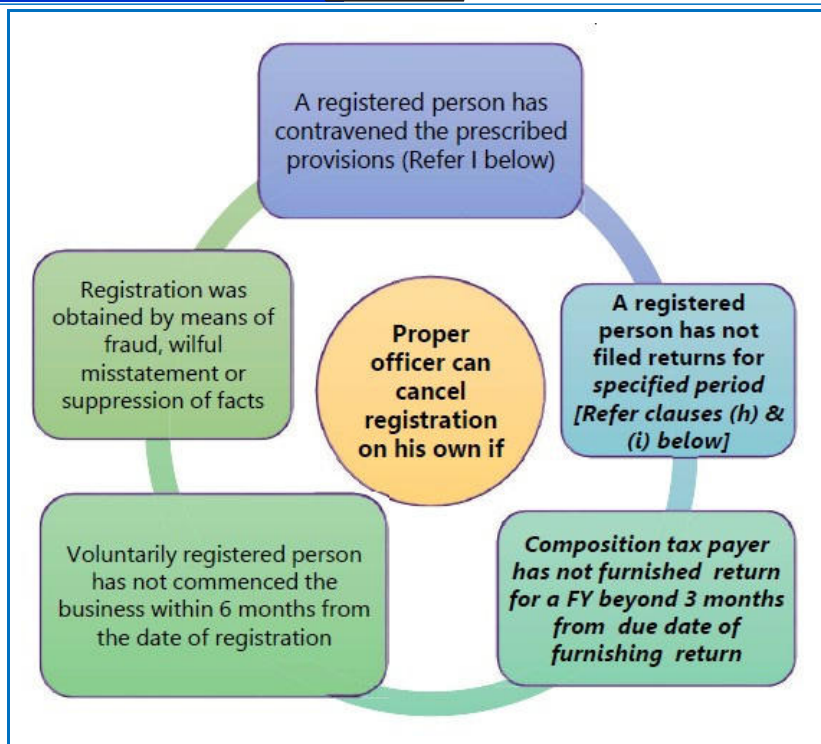 A registered person has
contravened the prescribed
provisions (Refer I below)
Registration was
obtained by means of
fraud, wilful
misstatement or
suppression of facts
Proper
officer can
cancel
registration
on his own if
A registered
person has not
filed returns for
specified period
[Refer clauses (h) &
(i) below]
Voluntarily registered person
has not commenced the
business within 6 months from
the date of registration
Composition tax payer
has not furnished return
for a FY beyond 3 months
from due date of
furnishing return